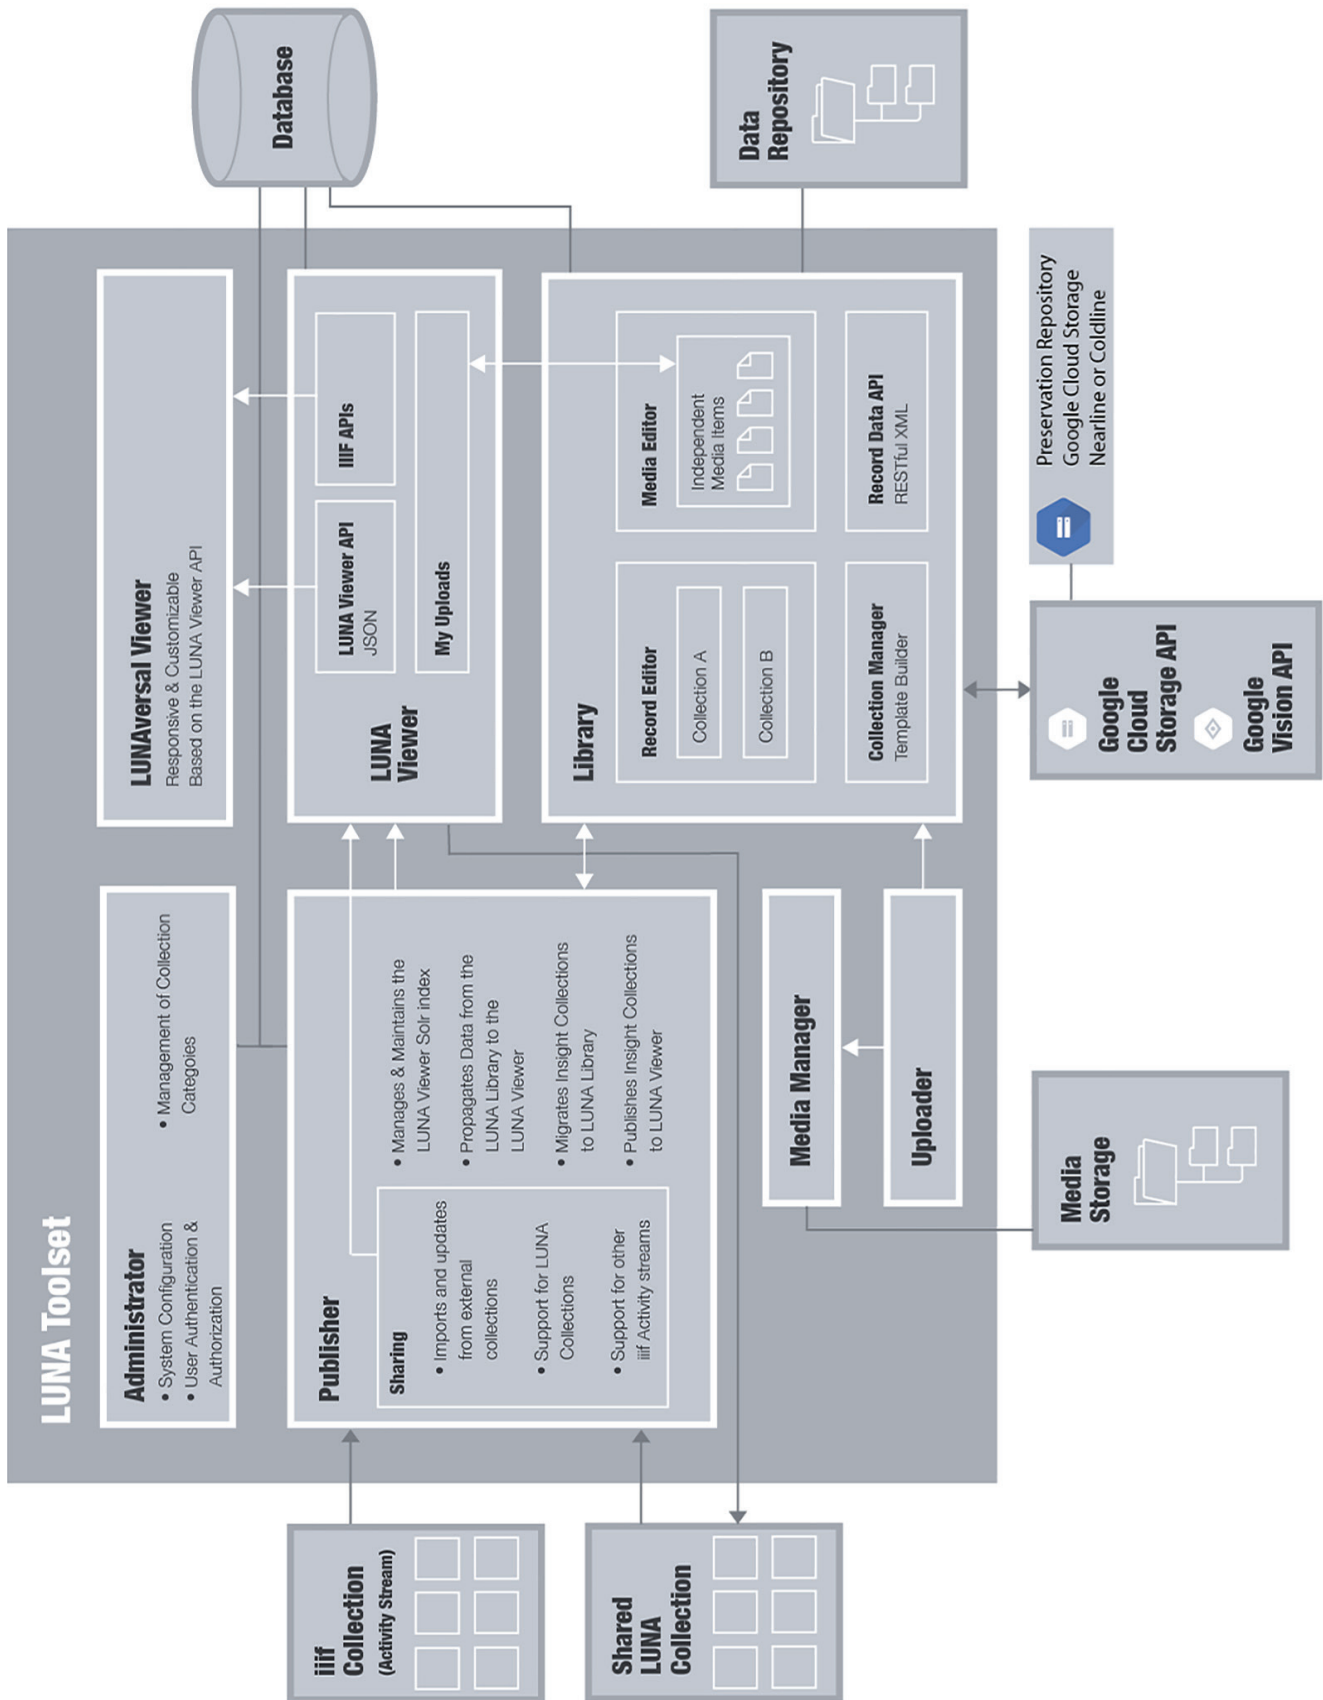 LUNA Toolset
Administrator
• System Configuration
• User Authentication &
Authorization
• Management of Collection
Categoies
LUNAversal Viewer
Responsive & Customizable
Based on the LUNA Viewer API
Database
iiif
Collection
(Activity Stream)
Shared
LUNA
Collection
Publisher
Sharing
• Imports and updates
from external
collections
• Support for LUNA
Collections
• Support for other
iiif Activity streams
• Manages & Maintains the
LUNA Viewer Solr index
• Propagates Data from the
LUNA Library to the
LUNA Viewer
• Migrates Insight Collections
to LUNA Library
• Publishes Insight Collections
to LUNA Viewer
LUNA
Viewer
LUNA Viewer API
JSON
IIIF APIs
My Uploads
Library
Record Editor
Collection A
Collection B
Media Editor
Independent
Media Items
Collection Manager
Template Builder
Record Data API
RESTful XML
Data
Repository
Media Manager
Uploader
Media
Storage
Google
Cloud
Storage API
Google
Vision API
Preservation Repository
Google Cloud Storage
Nearline or Coldline